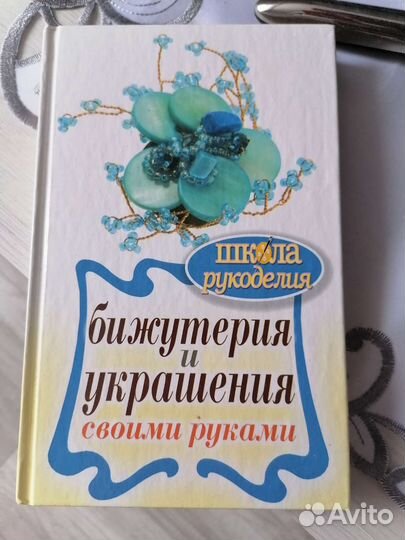 школа
рукоделия
бижутерия
и
украшения
своими руками
Avito